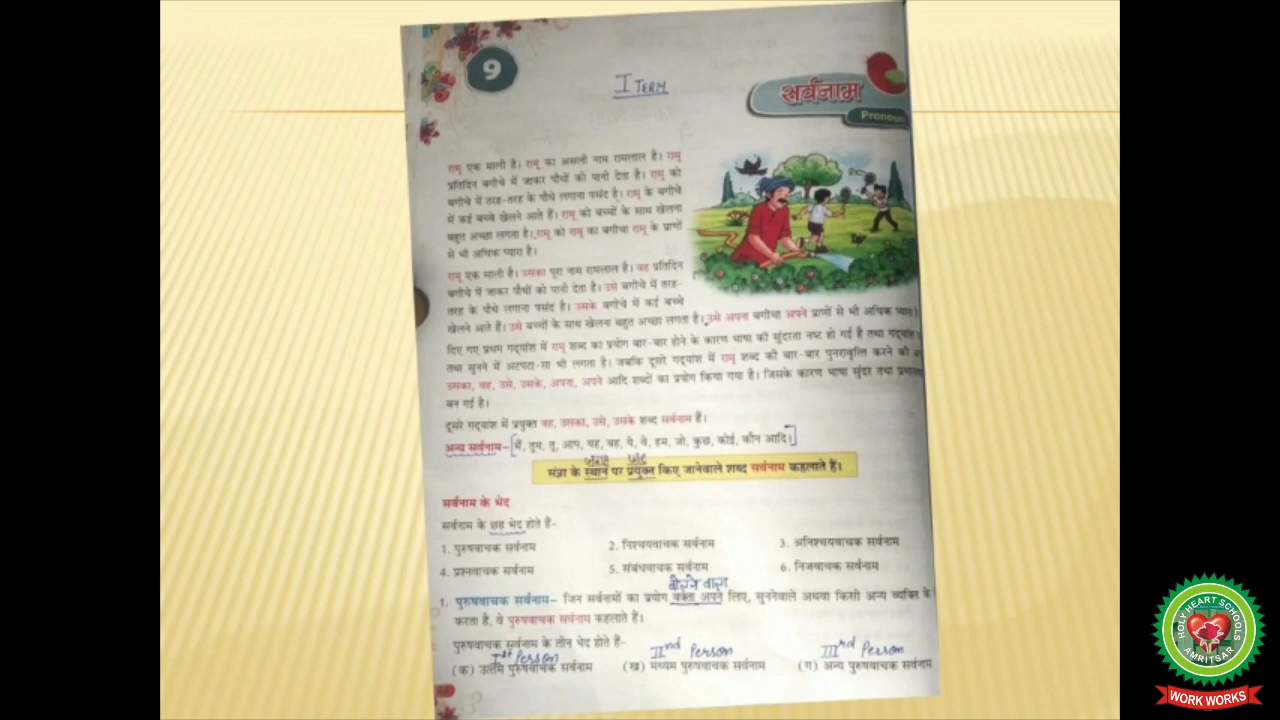 9
I TERM
सर्वनाम
Pronoun
रामू एक माली है। रामू का असली नाम रामलाल है। रामू
प्रतिदिन बगीचे में जाकर पौधों को पानी देता है। रामू को
बगीचे में तरह-तरह के पौधे लगाना पसंद है। रामू के बगीचे
में कई बच्चे खेलने आते हैं। रामू को बच्चों के साथ खेलना
बहुत अच्छा लगता है। रामू को रामू का बगीचा रामू के प्राणों
से भी अधिक प्यारा है।
रामू एक माली है। उसका पूरा नाम रामलाल है। वह प्रतिदिन
बगीचे में जाकर पौधों को पानी देता है। उसे बगीचे में तरह-
तरह के पौधे लगाना पसंद है। उसके बगीचे में कई बच्चे
खेलने आते हैं। उसे बच्चों के साथ खेलना बहुत अच्छा लगता है। उसे अपना बगीचा अपने प्राणों से भी अधिक
दिए गए प्रथम गद्यांश में रामू शब्द का प्रयोग बार-बार होने के कारण भाषा की सुंदरता नष्ट हो गई है तथा
तथा सुनने में अटपटा-सा भी लगता है। जबकि दूसरे गद्यांश में रामू शब्द की बार-बार पुनरावृत्ति करने की
उसका, वह, उसे, उसके, अपना, अपने आदि शब्दों का प्रयोग किया गया है। जिसके कारण भाषा सुंदर तथा
बन गई है।
दूसरे गद्यांश में प्रयुक्त वह, उसका, उसे, उसके शब्द सर्वनाम हैं।
अन्य सर्वनाम–[मैं, तुम, तू, आप, यह, वह, ये, वे, हम, जो, कुछ, कोई, कौन आदि।]
संज्ञा के स्थान पर प्रयुक्त किए जानेवाले शब्द सर्वनाम कहलाते हैं।
सर्वनाम के भेद
सर्वनाम के छह भेद होते हैं–
1. पुरुषवाचक सर्वनाम 2. निश्चयवाचक सर्वनाम 3. अनिश्चयवाचक सर्वनाम
4. प्रश्नवाचक सर्वनाम 5. संबंधवाचक सर्वनाम 6. निजवाचक सर्वनाम
बोलने वाला
1. पुरुषवाचक सर्वनाम– जिन सर्वनामों का प्रयोग वक्ता अपने लिए, सुननेवाले अथवा किसी अन्य व्यक्ति के
करता है, वे पुरुषवाचक सर्वनाम कहलाते हैं।
पुरुषवाचक सर्वनाम के तीन भेद होते हैं–
Ist Person IInd Person IIIrd Person
(क) उत्तम पुरुषवाचक सर्वनाम (ख) मध्यम पुरुषवाचक सर्वनाम (ग) अन्य पुरुषवाचक सर्वनाम
HOLY HEART SCHOOLS
AMRITSAR
WORK WORKS